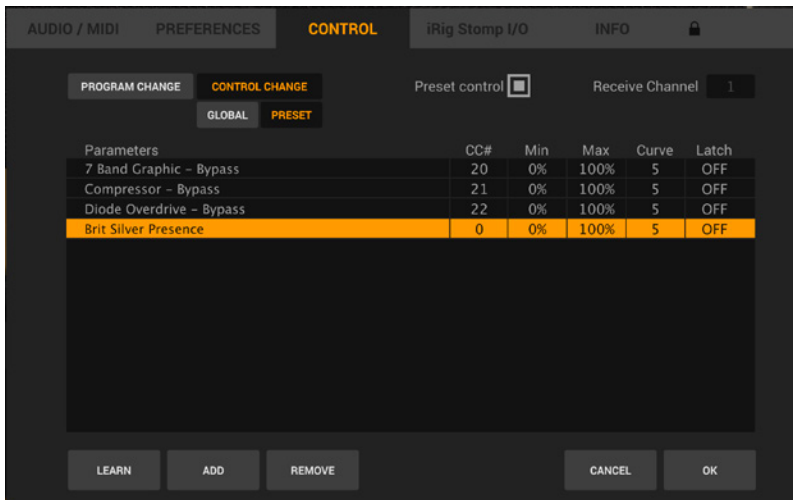 AUDIO / MIDI PREFERENCES CONTROL iRig Stomp I/O INFO
PROGRAM CHANGE CONTROL CHANGE Preset control Receive Channel 1
GLOBAL PRESET
Parameters CC# Min Max Curve Latch
7 Band Graphic – Bypass 20 0% 100% 5 OFF
Compressor – Bypass 21 0% 100% 5 OFF
Diode Overdrive – Bypass 22 0% 100% 5 OFF
Brit Silver Presence 0 0% 100% 5 OFF
LEARN ADD REMOVE CANCEL OK